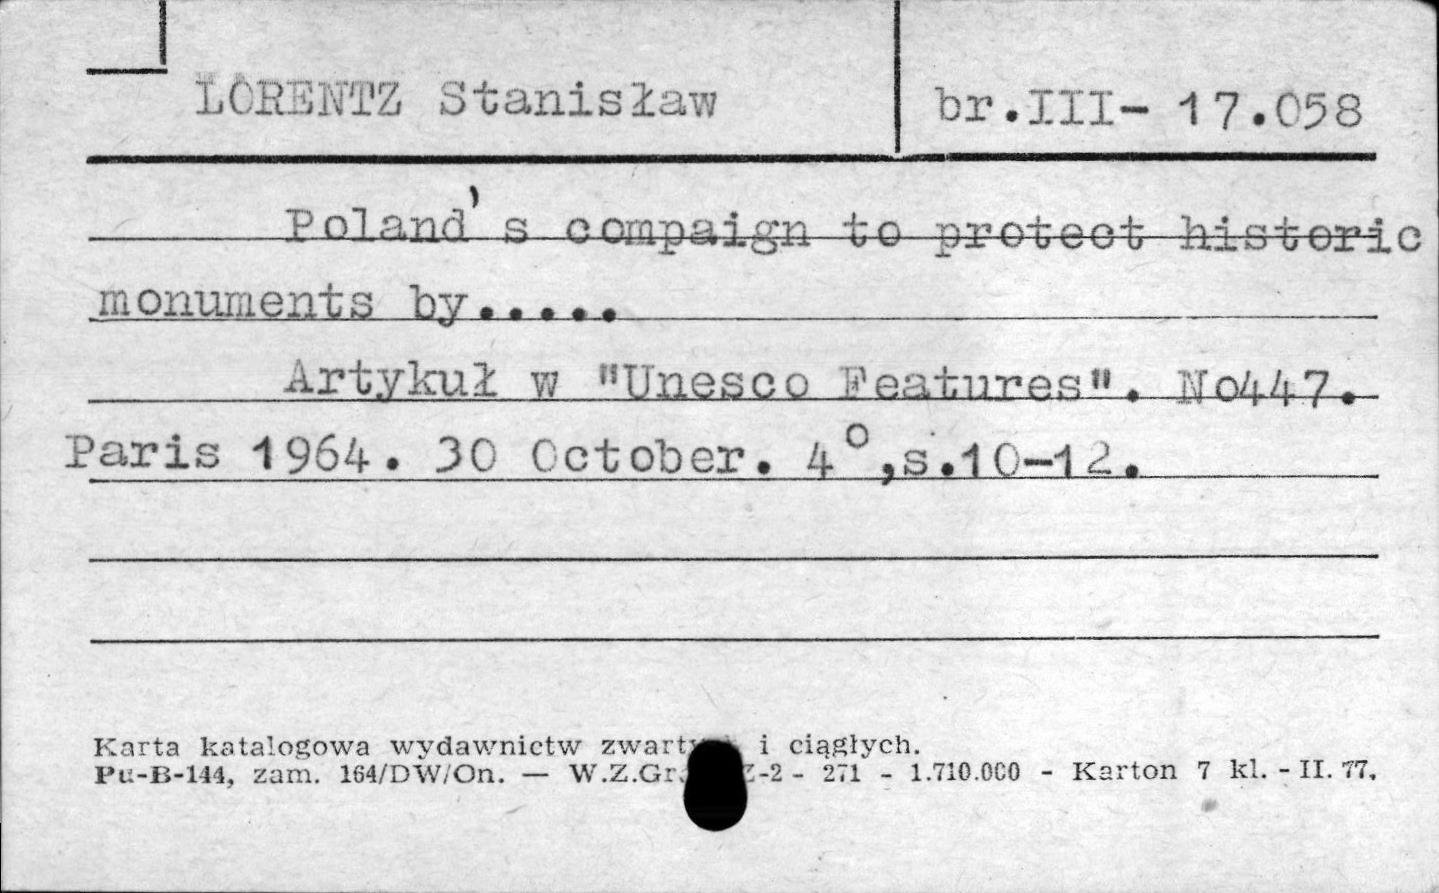 LORENTZ Stanisław
br.III- 17.058
Poland's compaign to protect historic
monuments by.....
Artykuł w "Unesco Features". No447.
Paris 1964. 30 October. 4°,s.10-12.
Karta katalogowa wydawnictw i ciągłych.
Pu-B-144, zam. 164/DW/On. — W.Z.Gr. -2 - 271 - 1.710.000 - Karton 7 kl. - II. 77.